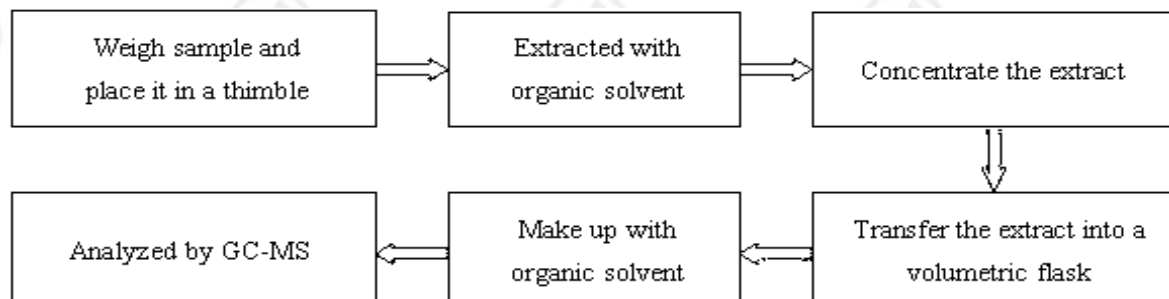 Weigh sample and
place it in a thimble
Extracted with
organic solvent
Concentrate the extract
Transfer the extract into a
volumetric flask
Make up with
organic solvent
Analyzed by GC-MS